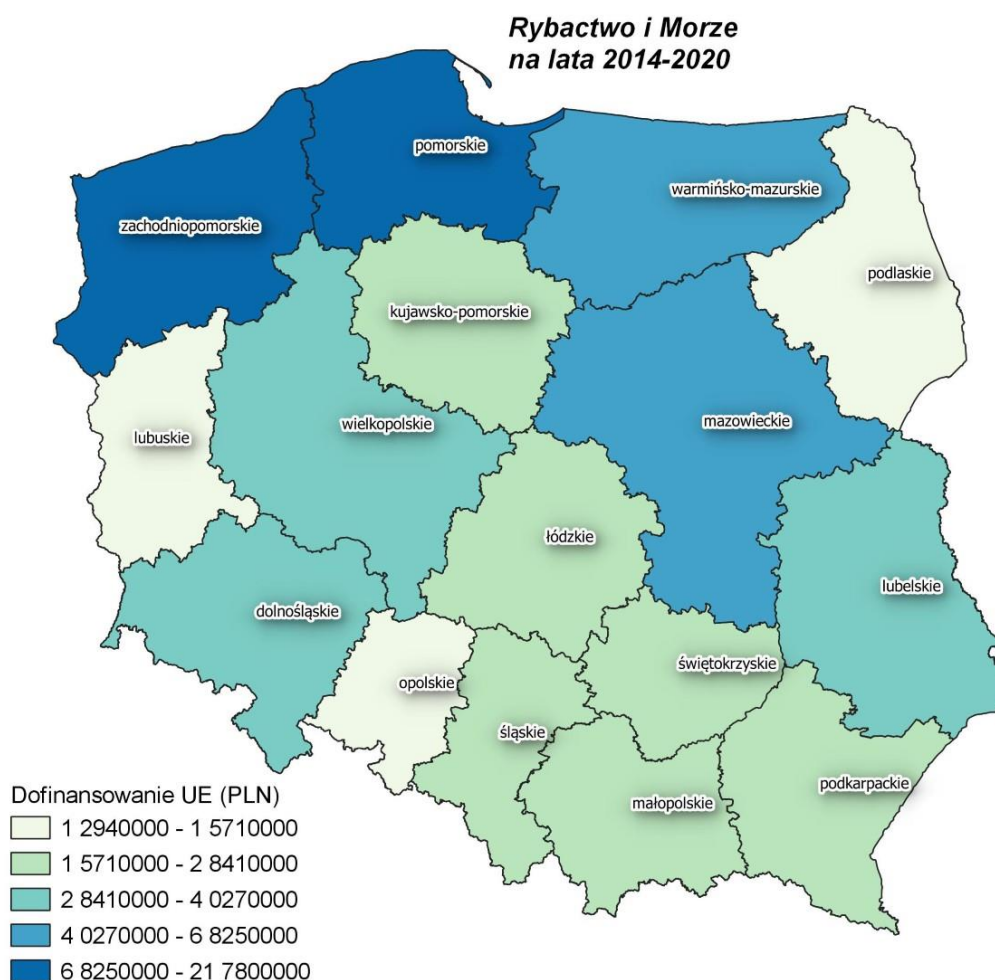 Rybactwo i Morze
na lata 2014-2020
pomorskie
warmińsko-mazurskie
zachodniopomorskie
podlaskie
kujawsko-pomorskie
mazowieckie
wielkopolskie
lubuskie
łódzkie
lubelskie
dolnośląskie
świętokrzyskie
opolskie
śląskie
podkarpackie
małopolskie
Dofinansowanie UE (PLN)
1 2940000 - 1 5710000
1 5710000 - 2 8410000
2 8410000 - 4 0270000
4 0270000 - 6 8250000
6 8250000 - 21 7800000